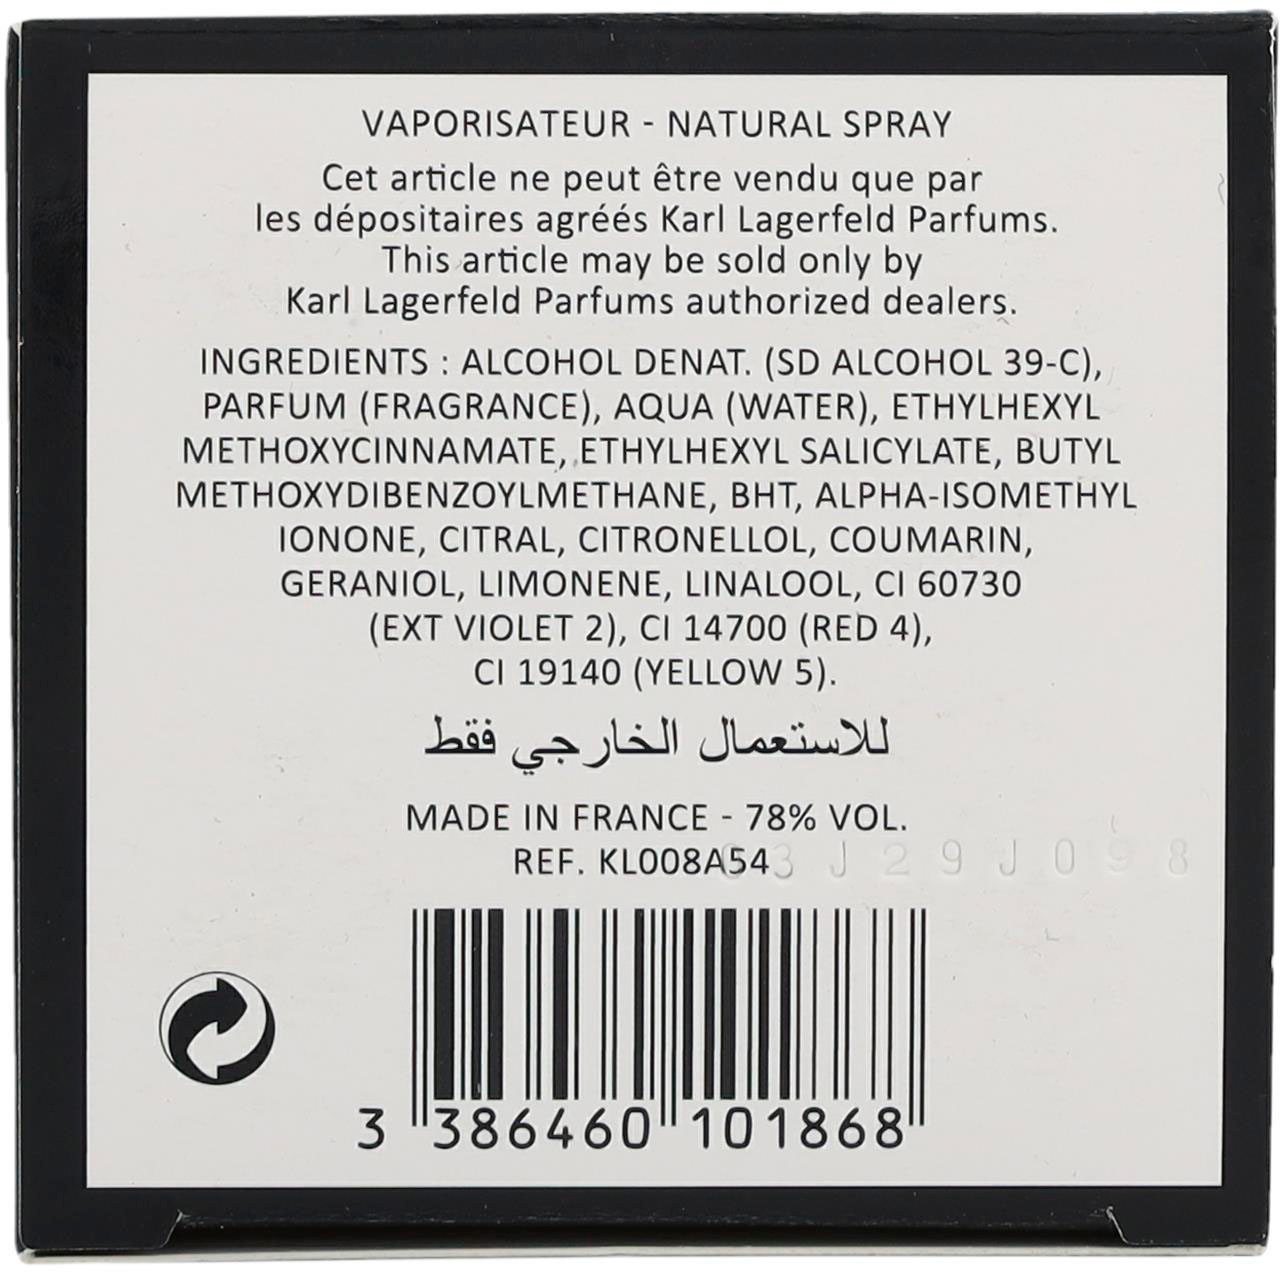 VAPORISATEUR - NATURAL SPRAY
Cet article ne peut être vendu que par
les dépositaires agréés Karl Lagerfeld Parfums.
This article may be sold only by
Karl Lagerfeld Parfums authorized dealers.
INGREDIENTS : ALCOHOL DENAT. (SD ALCOHOL 39-C),
PARFUM (FRAGRANCE), AQUA (WATER), ETHYLHEXYL
METHOXYCINNAMATE, ETHYLHEXYL SALICYLATE, BUTYL
METHOXYDIBENZOYLMETHANE, BHT, ALPHA-ISOMETHYL
IONONE, CITRAL, CITRONELLOL, COUMARIN,
GERANIOL, LIMONENE, LINALOOL, CI 60730
(EXT VIOLET 2), CI 14700 (RED 4),
CI 19140 (YELLOW 5).
للاستعمال الخارجي فقط
MADE IN FRANCE - 78% VOL.
REF. KL008A54
3 386460 101868